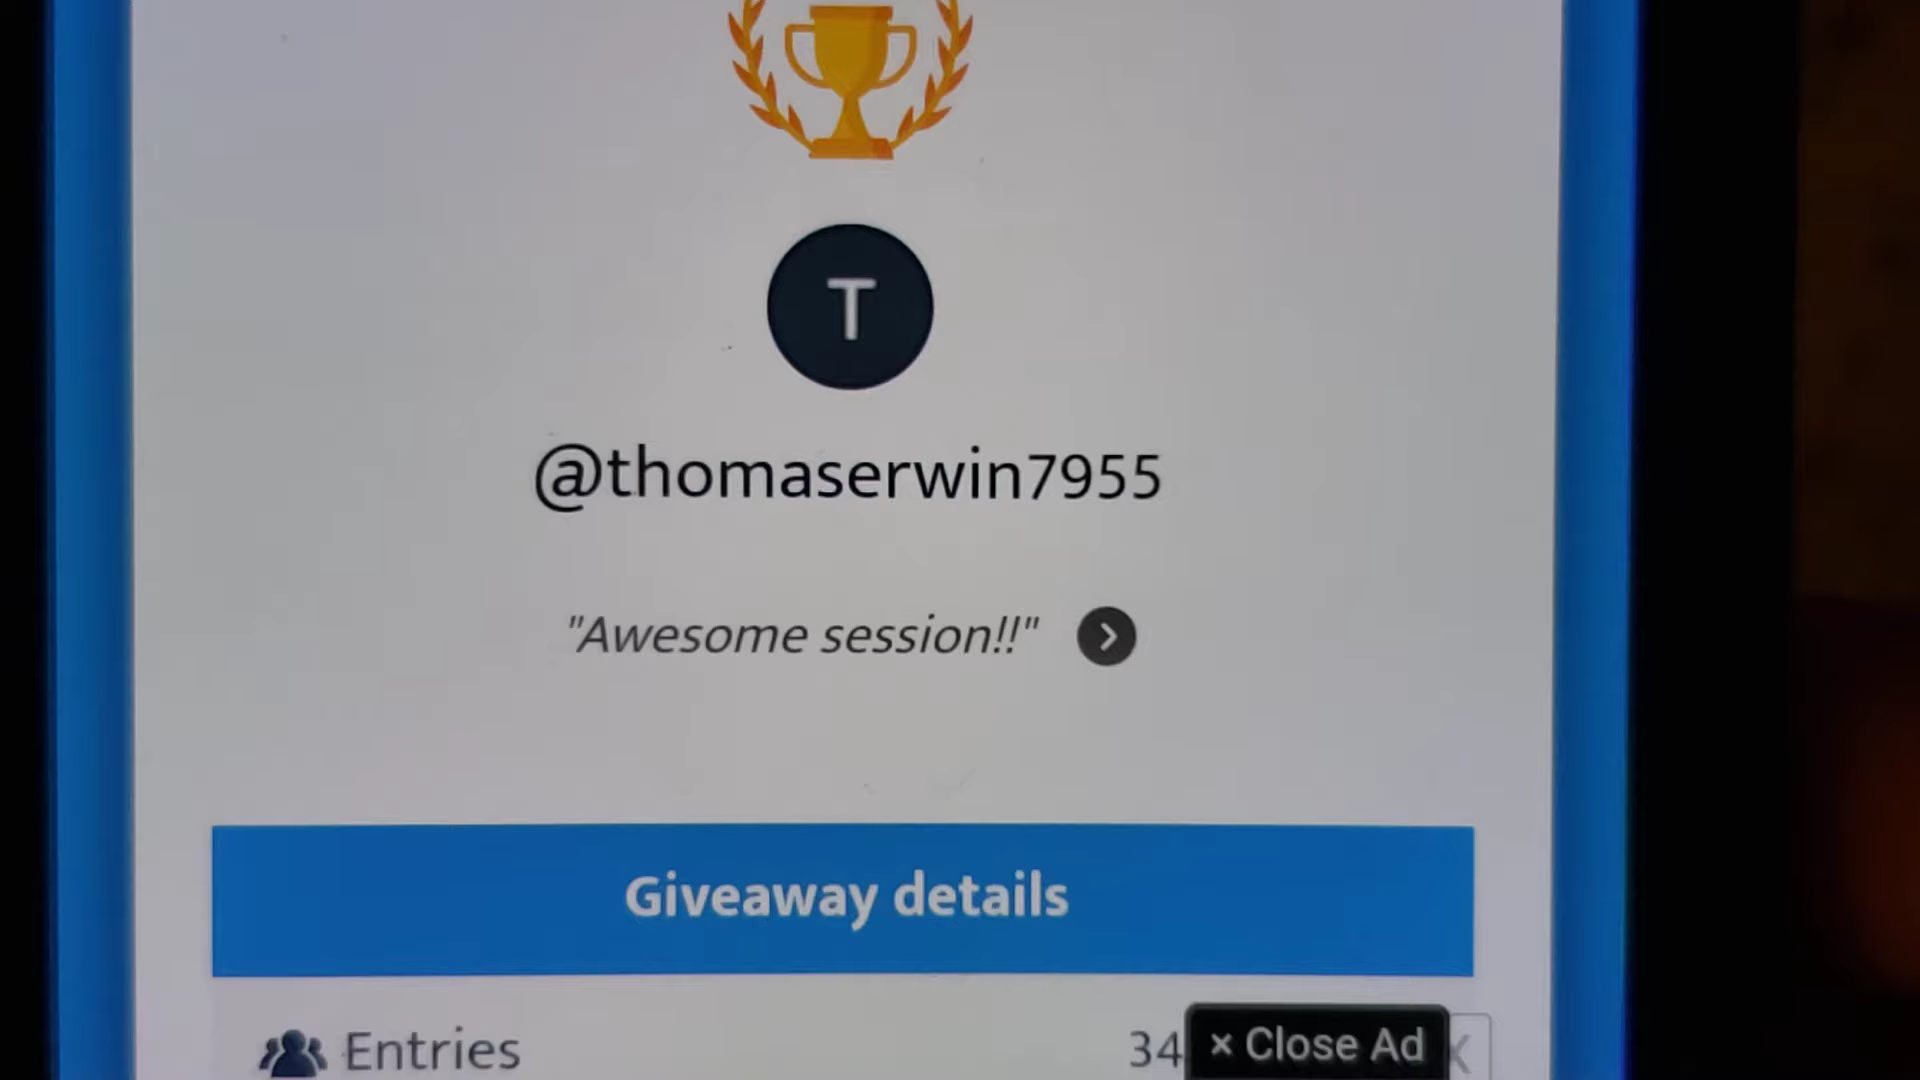 T
@thomaserwin7955
"Awesome session!!"
Giveaway details
Entries 34
× Close Ad